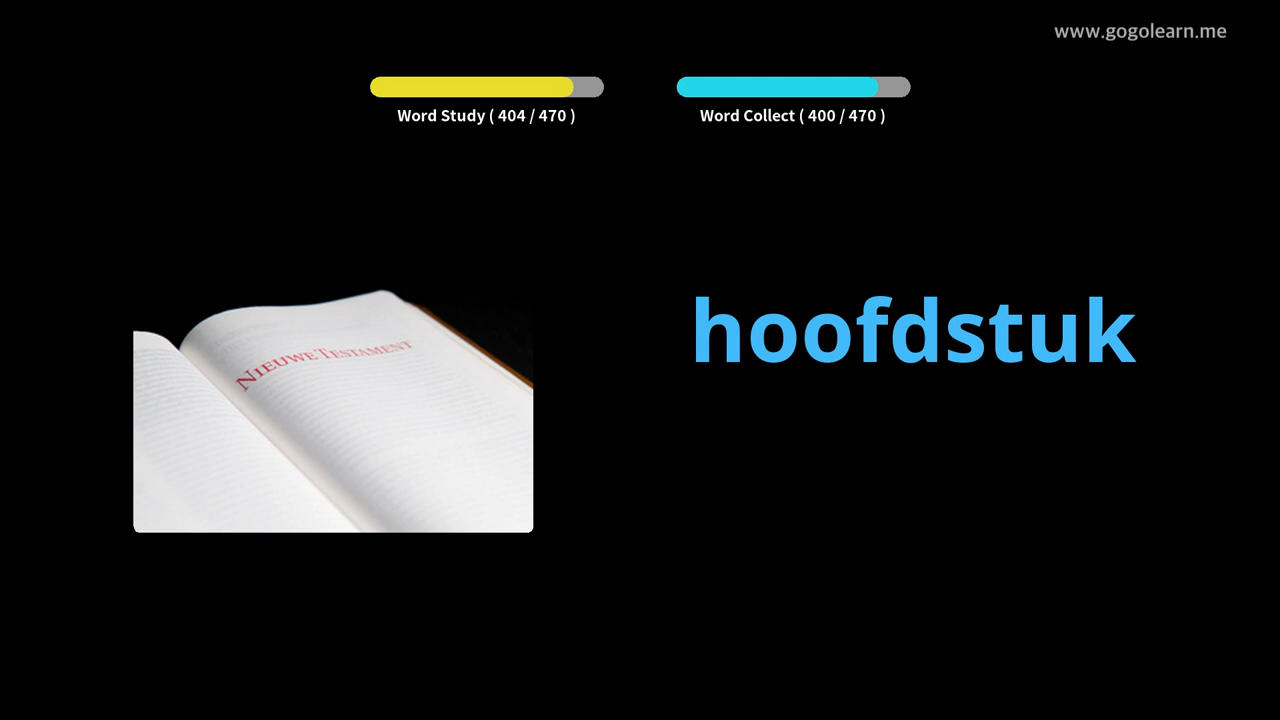 www.gogolearn.me
Word Study ( 404 / 470 )
Word Collect ( 400 / 470 )
hoofdstuk
NIEUWE TESTAMENT